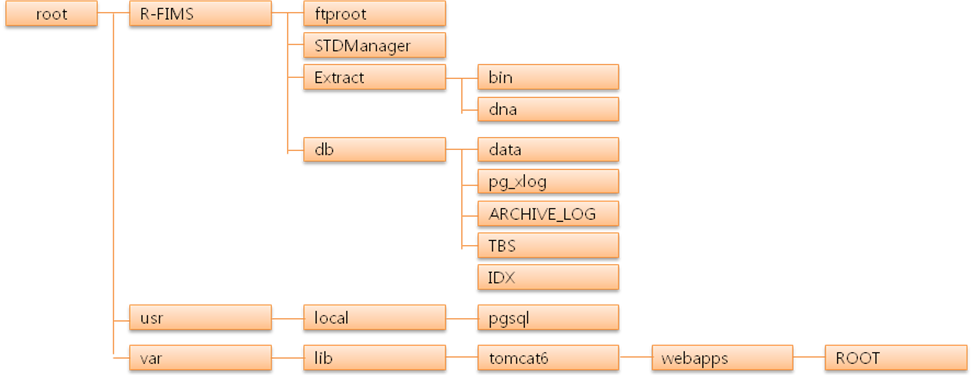 root
R-FIMS
ftproot
STDManager
Extract
bin
dna
db
data
pg_xlog
ARCHIVE_LOG
TBS
IDX
usr
local
pgsql
var
lib
tomcat6
webapps
ROOT